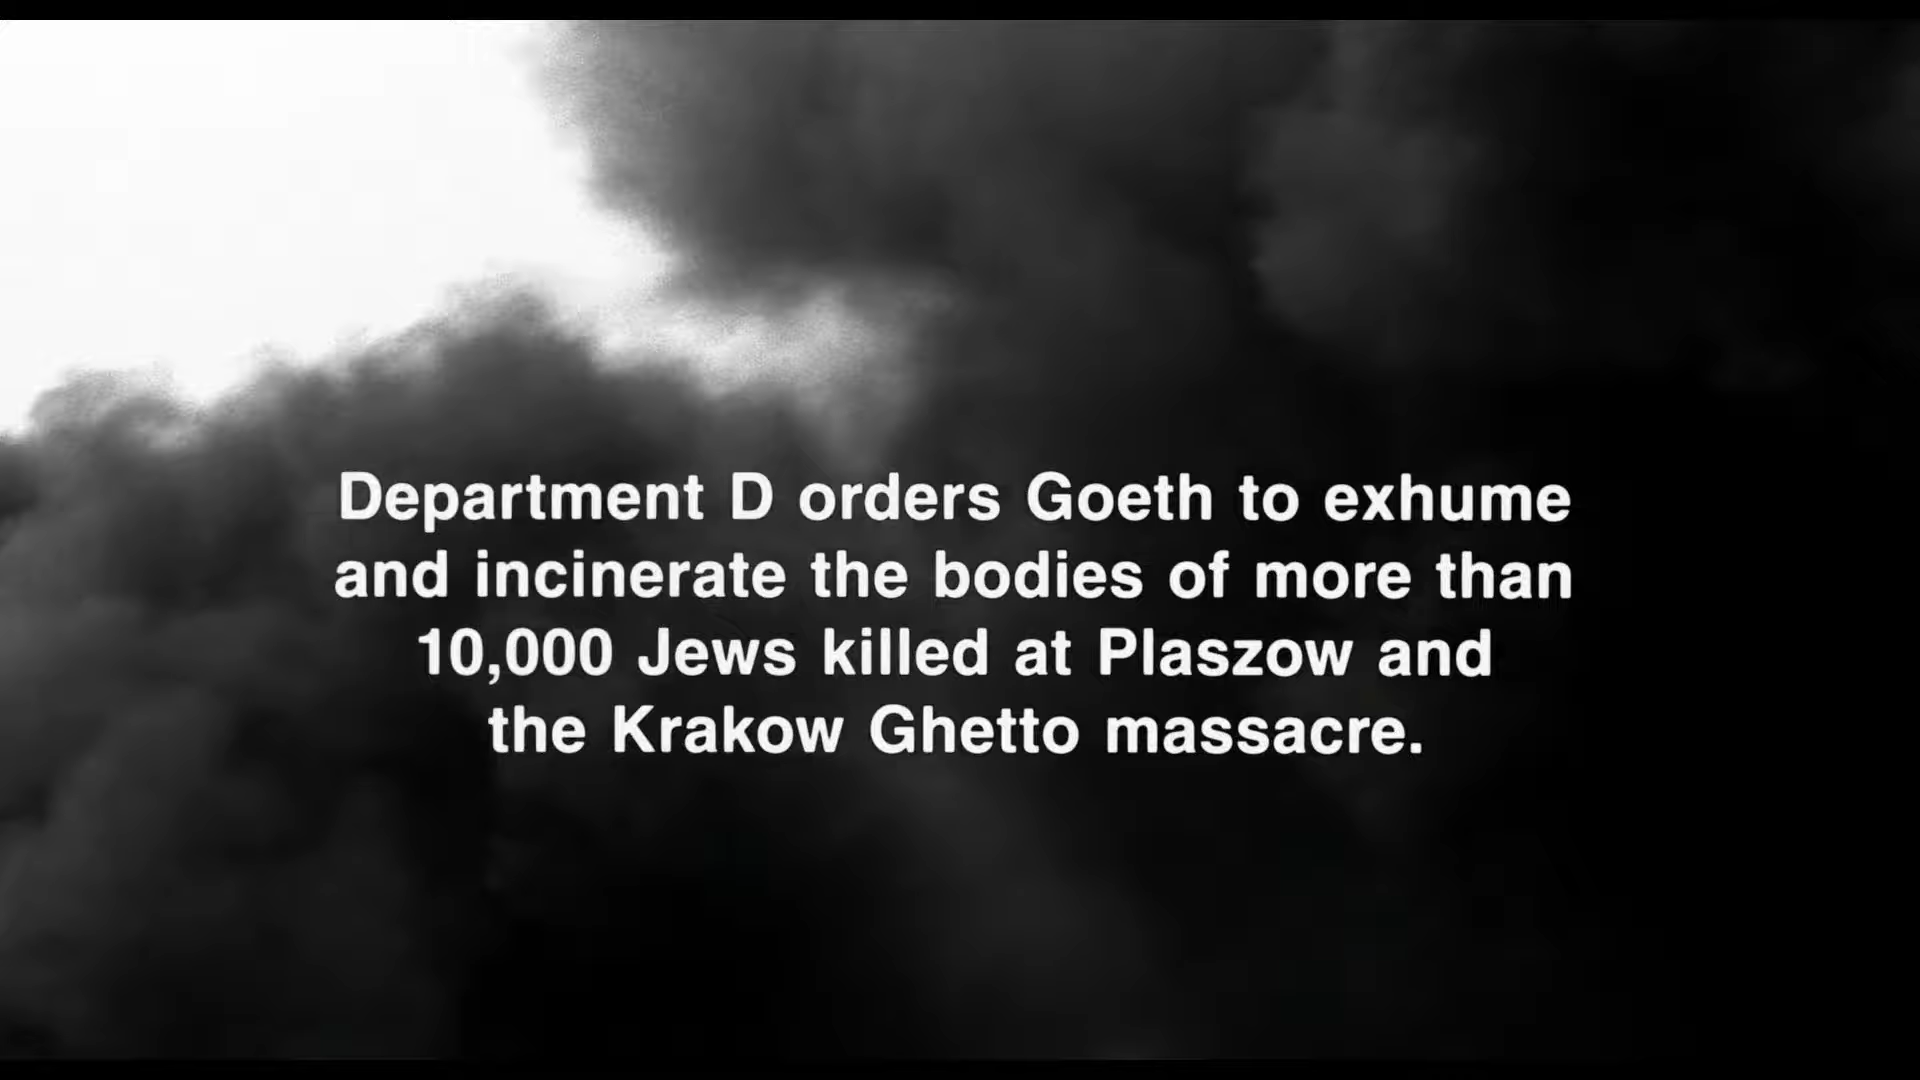 Department D orders Goeth to exhume
and incinerate the bodies of more than
10,000 Jews killed at Plaszow and
the Krakow Ghetto massacre.